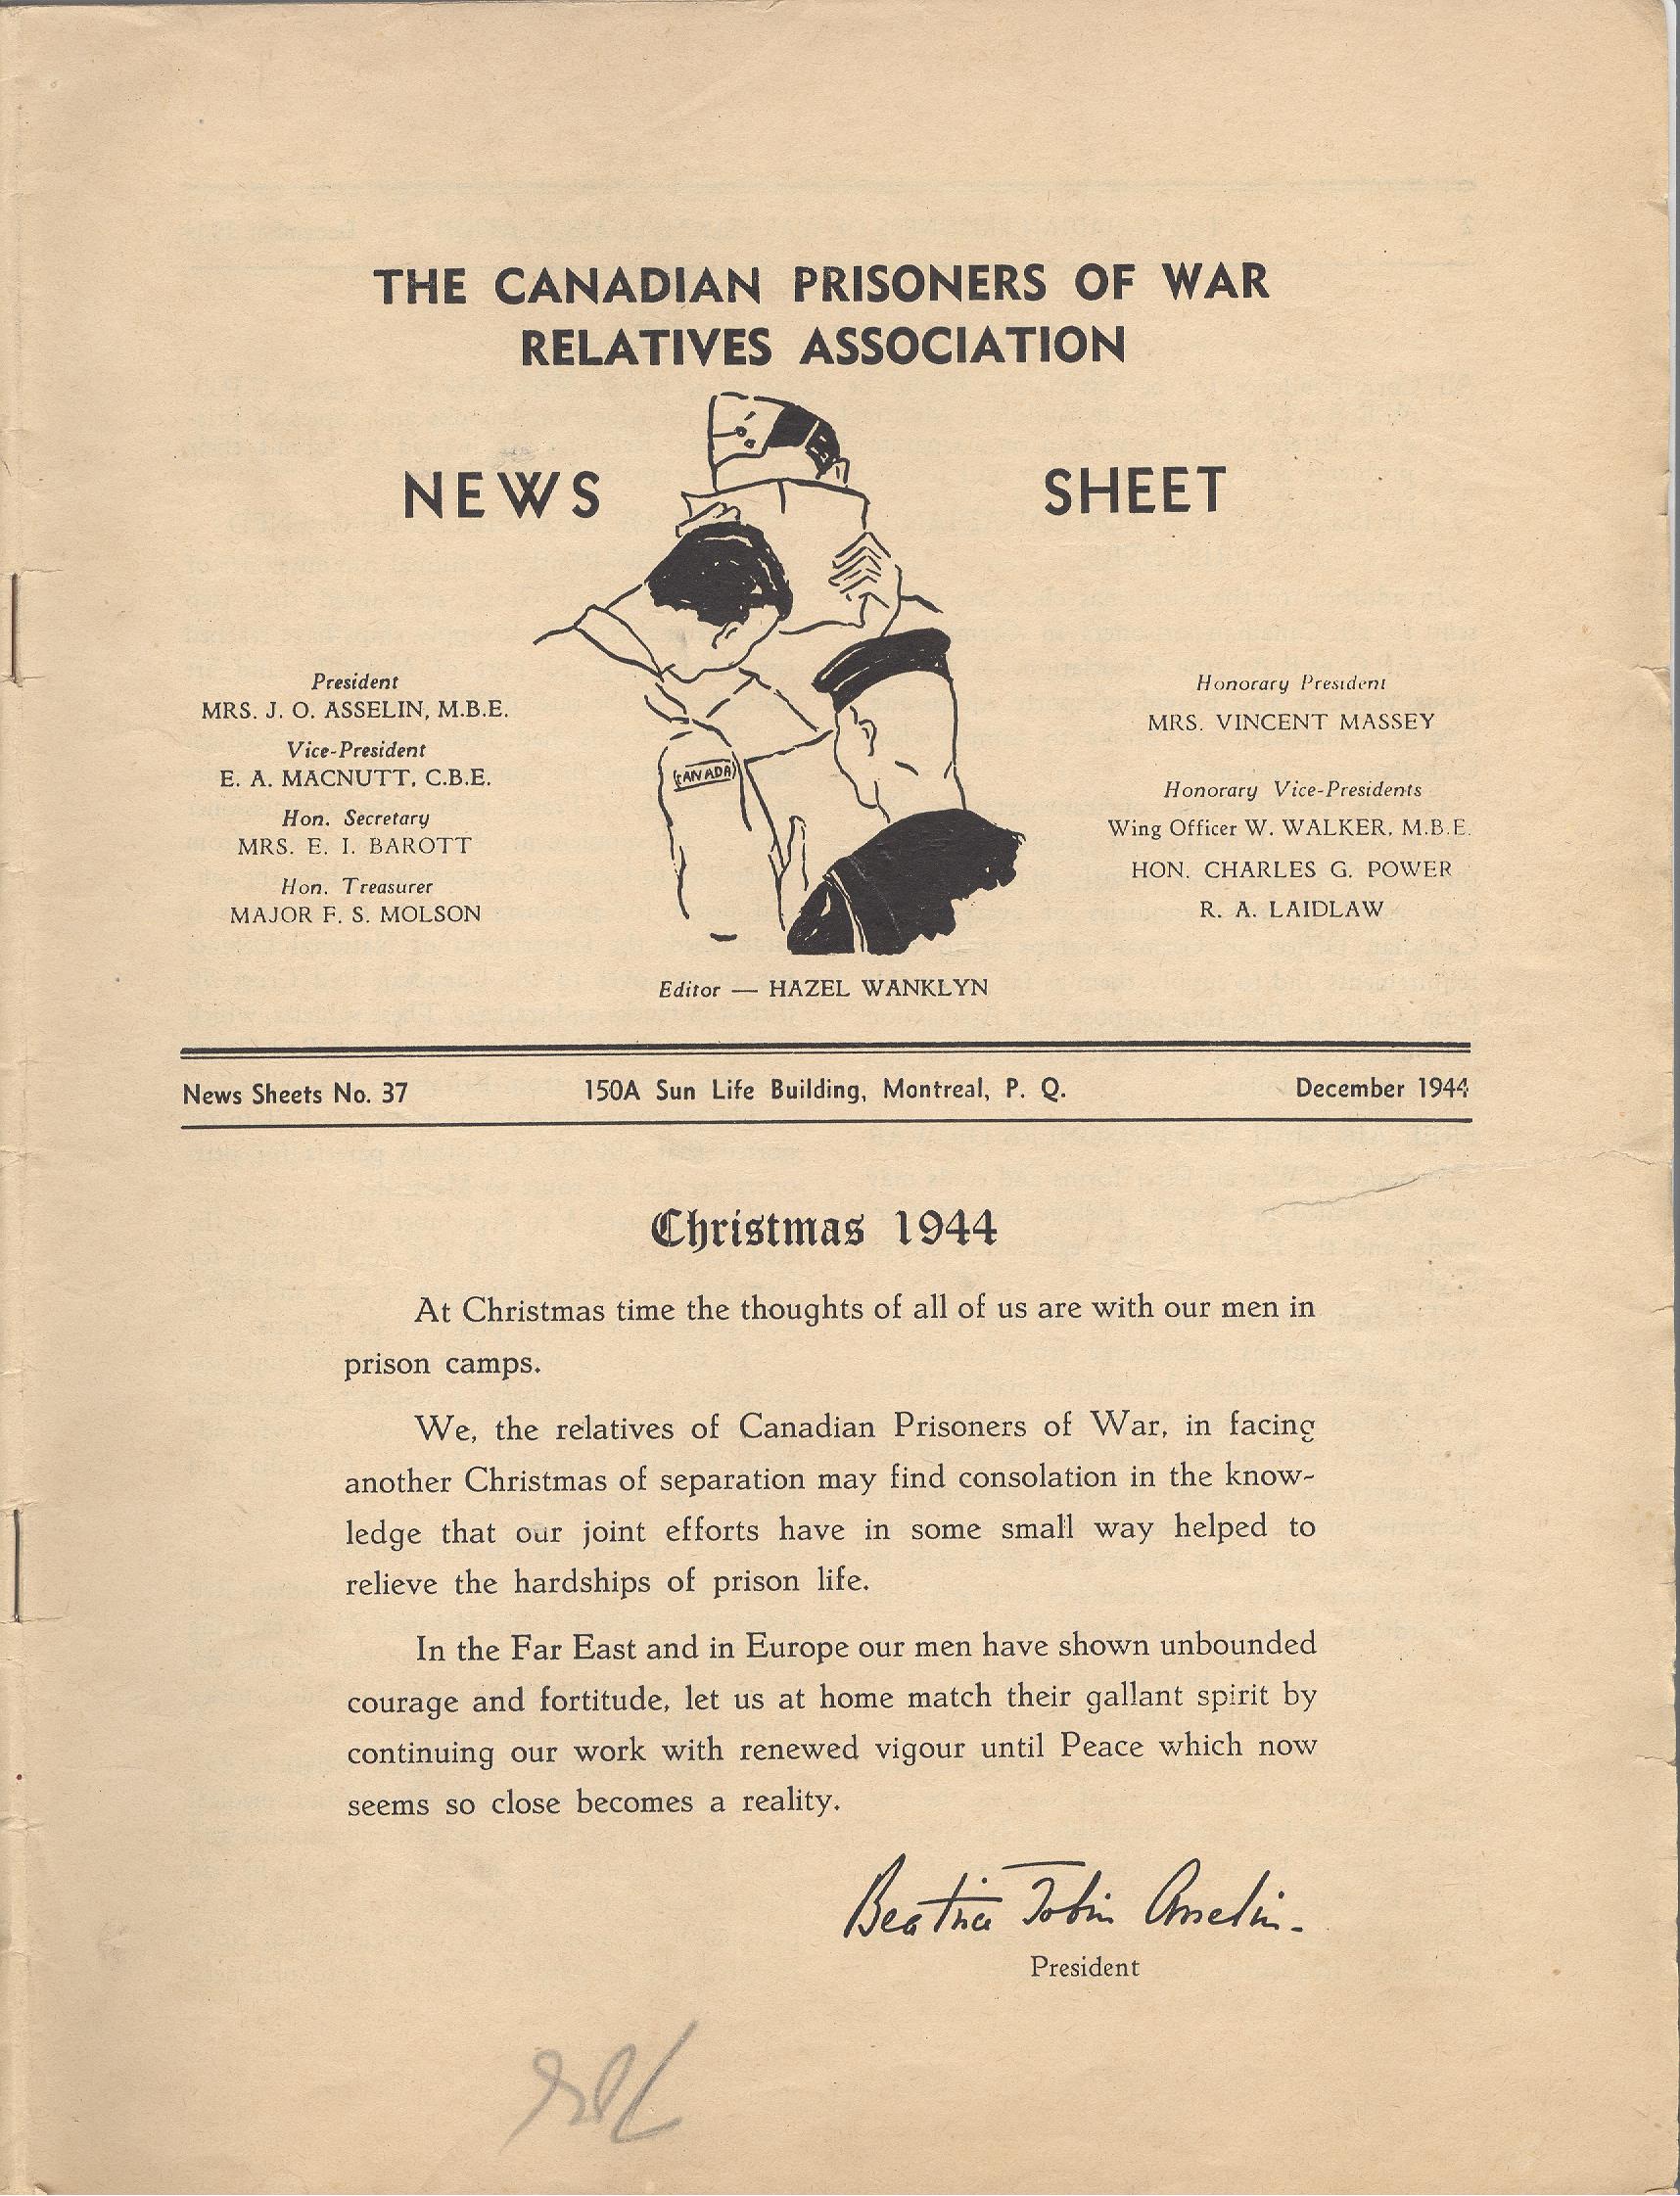 THE CANADIAN PRISONERS OF WAR
RELATIVES ASSOCIATION
NEWS SHEET
President
MRS. J. O. ASSELIN, M.B.E.
Vice-President
E. A. MACNUTT, C.B.E.
Hon. Secretary
MRS. E. I. BAROTT
Hon. Treasurer
MAJOR F. S. MOLSON
CANADA
Honorary President
MRS. VINCENT MASSEY
Honorary Vice-Presidents
Wing Officer W. WALKER, M.B.E.
HON. CHARLES G. POWER
R. A. LAIDLAW
Editor — HAZEL WANKLYN
News Sheets No. 37 150A Sun Life Building, Montreal, P. Q. December 1944
Christmas 1944
At Christmas time the thoughts of all of us are with our men in
prison camps.
We, the relatives of Canadian Prisoners of War, in facing
another Christmas of separation may find consolation in the know-
ledge that our joint efforts have in some small way helped to
relieve the hardships of prison life.
In the Far East and in Europe our men have shown unbounded
courage and fortitude, let us at home match their gallant spirit by
continuing our work with renewed vigour until Peace which now
seems so close becomes a reality.
Beatrice Tobin Asselin.
President